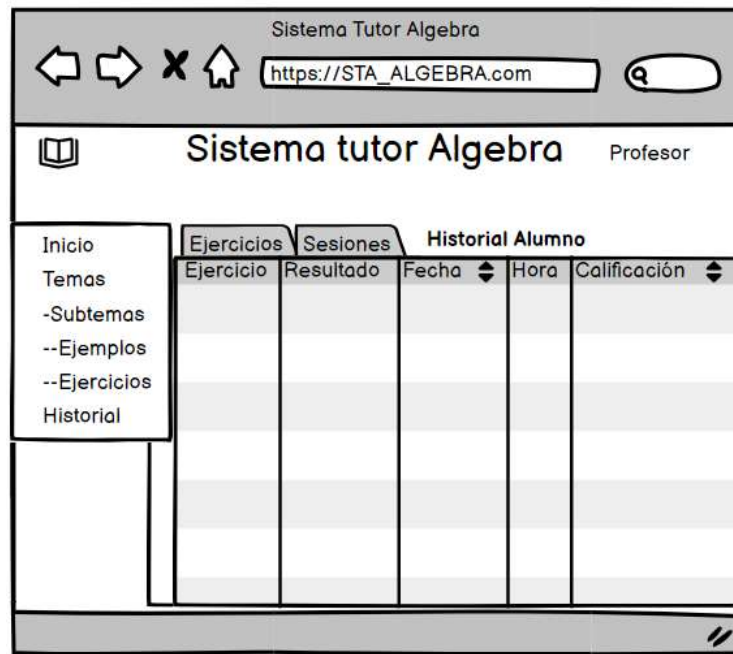 Sistema Tutor Algebra
https://STA_ALGEBRA.com
Sistema tutor Algebra
Profesor
Inicio
Temas
-Subtemas
--Ejemplos
--Ejercicios
Historial
Ejercicios Sesiones Historial Alumno
Ejercicio Resultado Fecha Hora Calificación